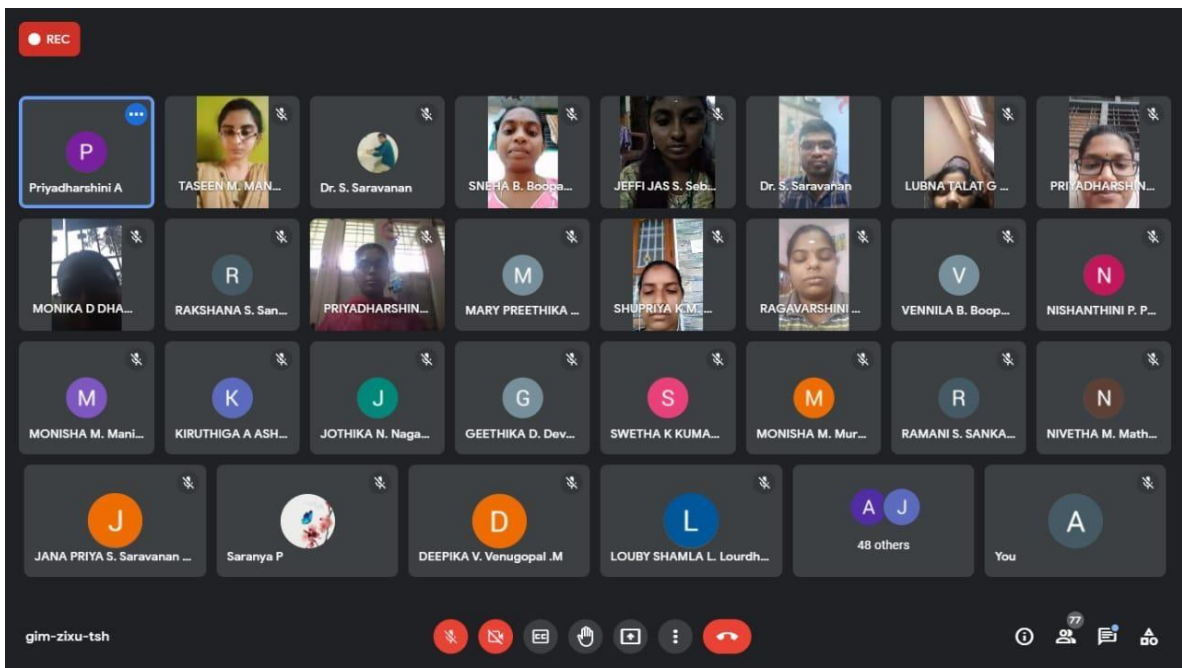 REC
P
Priyadharshini A
TASEEN M. MAN...
Dr. S. Saravanan
SNEHA B. Boopa...
JEFFI JAS S. Seb...
Dr. S. Saravanan
LUBNA TALAT G ...
PRIYADHARSHIN...
MONIKA D DHA...
R
RAKSHANA S. San...
PRIYADHARSHIN...
M
MARY PREETHIKA ...
SHUPRIYA K.M. ...
RAGAVARSHINI ...
V
VENNILA B. Boop...
N
NISHANTHINI P. P...
M
MONISHA M. Mani...
K
KIRUTHIGA A ASH...
J
JOTHIKA N. Naga...
G
GEETHIKA D. Dev...
S
SWETHA K KUMA...
M
MONISHA M. Mur...
R
RAMANI S. SANKA...
N
NIVETHA M. Math...
J
JANA PRIYA S. Saravanan ...
Saranya P
D
DEEPIKA V. Venugopal .M
L
LOUBY SHAMLA L. Lourdh...
A J
48 others
A
You
gim-zixu-tsh
CC
77